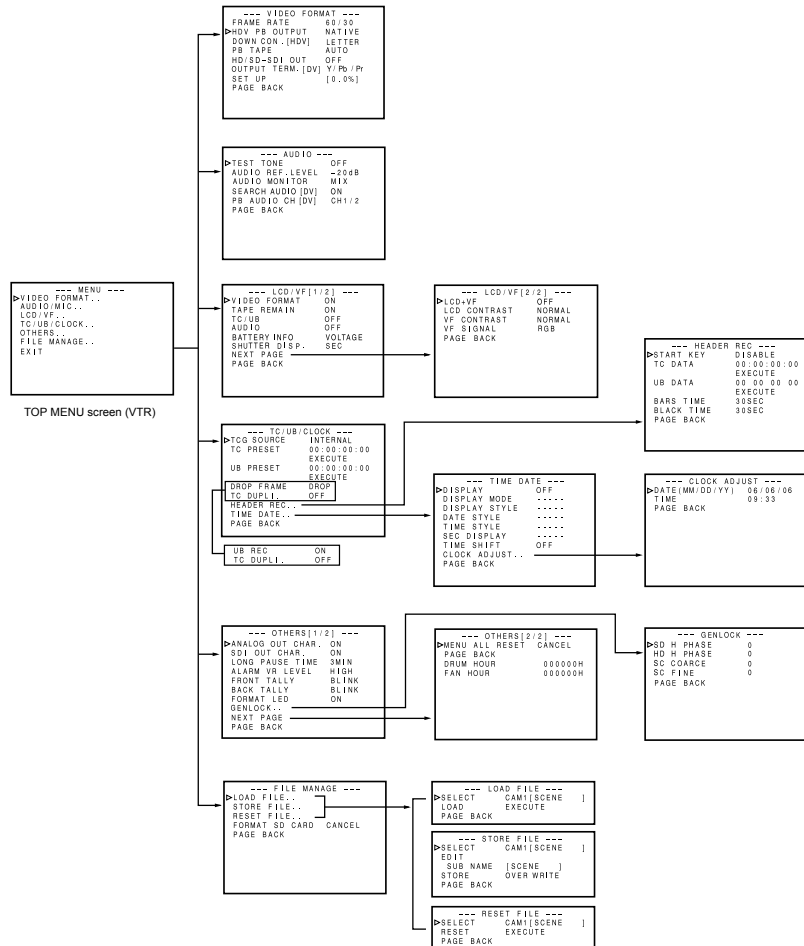 --- VIDEO FORMAT ---
FRAME RATE 60/30
HDV PB OUTPUT NATIVE
DOWN CON.[HDV] LETTER
PB TAPE AUTO
HD/SD-SDI OUT OFF
OUTPUT TERM.[DV] Y/Pb/Pr
SET UP [0.0%]
PAGE BACK
--- AUDIO ---
TEST TONE OFF
AUDIO REF.LEVEL -20dB
AUDIO MONITOR MIX
SEARCH AUDIO[DV] ON
PB AUDIO CH[DV] CH1/2
PAGE BACK
--- MENU ---
VIDEO FORMAT..
AUDIO/MIC..
LCD/VF..
TC/UB/CLOCK..
OTHERS..
FILE MANAGE..
EXIT
TOP MENU screen (VTR)
--- LCD/VF[1/2] ---
VIDEO FORMAT ON
TAPE REMAIN ON
TC/UB OFF
AUDIO OFF
BATTERY INFO VOLTAGE
SHUTTER DISP. SEC
NEXT PAGE
PAGE BACK
--- LCD/VF[2/2] ---
LCD+VF OFF
LCD CONTRAST NORMAL
VF CONTRAST NORMAL
VF SIGNAL RGB
PAGE BACK
--- HEADER REC ---
START KEY DISABLE
TC DATA 00:00:00:00
EXECUTE
UB DATA 00 00 00 00
EXECUTE
BARS TIME 30SEC
BLACK TIME 30SEC
PAGE BACK
--- TC/UB/CLOCK ---
TCG SOURCE INTERNAL
TC PRESET 00:00:00:00
EXECUTE
UB PRESET 00:00:00:00
EXECUTE
DROP FRAME DROP
TC DUPLI. OFF
HEADER REC..
TIME DATE..
PAGE BACK
UB REC ON
TC DUPLI. OFF
--- TIME DATE ---
DISPLAY OFF
DISPLAY MODE -----
DISPLAY STYLE -----
DATE STYLE -----
TIME STYLE -----
SEC DISPLAY -----
TIME SHIFT OFF
CLOCK ADJUST..
PAGE BACK
--- CLOCK ADJUST ---
DATE(MM/DD/YY) 06/06/06
TIME 09:33
PAGE BACK
--- OTHERS[1/2] ---
ANALOG OUT CHAR. ON
SDI OUT CHAR. ON
LONG PAUSE TIME 3MIN
ALARM VR LEVEL HIGH
FRONT TALLY BLINK
BACK TALLY BLINK
FORMAT LED ON
GENLOCK..
NEXT PAGE
PAGE BACK
--- OTHERS[2/2] ---
MENU ALL RESET CANCEL
PAGE BACK
DRUM HOUR 000000H
FAN HOUR 000000H
--- GENLOCK ---
SD H PHASE 0
HD H PHASE 0
SC COARCE 0
SC FINE 0
PAGE BACK
--- FILE MANAGE ---
LOAD FILE..
STORE FILE..
RESET FILE..
FORMAT SD CARD CANCEL
PAGE BACK
--- LOAD FILE ---
SELECT CAM1[SCENE ]
LOAD EXECUTE
PAGE BACK
--- STORE FILE ---
SELECT CAM1[SCENE ]
EDIT
SUB NAME [SCENE ]
STORE OVER WRITE
PAGE BACK
--- RESET FILE ---
SELECT CAM1[SCENE ]
RESET EXECUTE
PAGE BACK